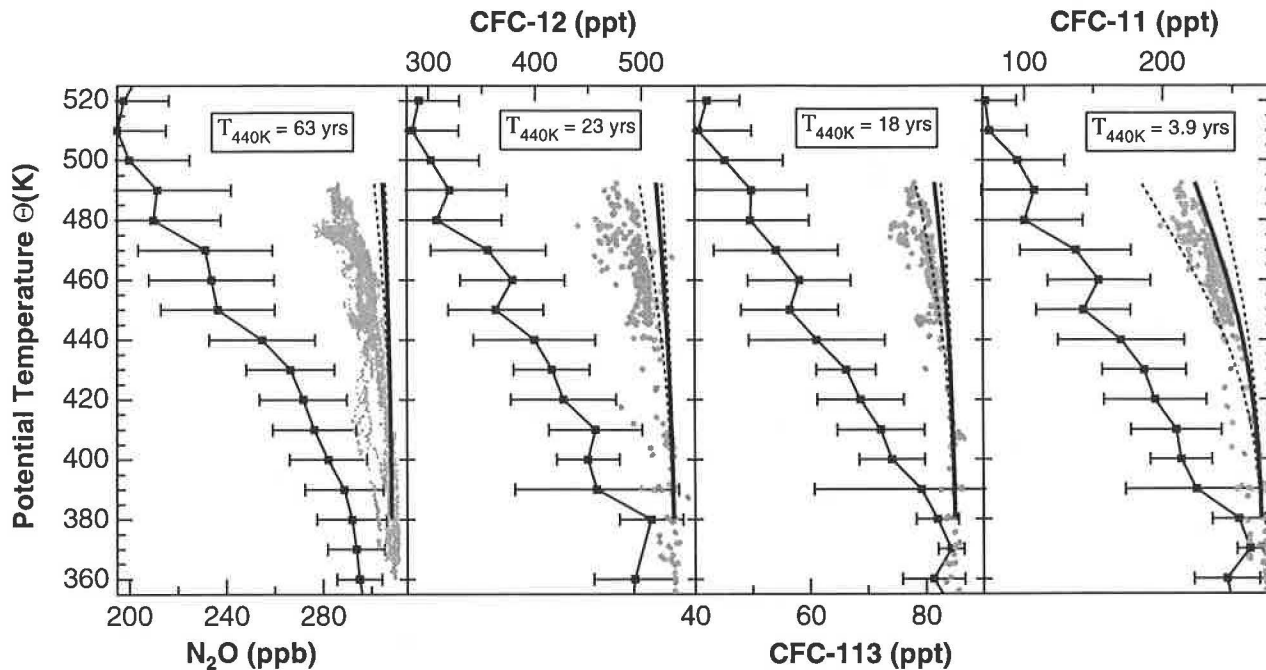 CFC-12 (ppt)
CFC-11 (ppt)
300 400 500
100 200
520
500
480
460
440
420
400
380
360
Potential Temperature Θ(K)
T440K = 63 yrs
T440K = 23 yrs
T440K = 18 yrs
T440K = 3.9 yrs
200 240 280
40 60 80
N2O (ppb)
CFC-113 (ppt)